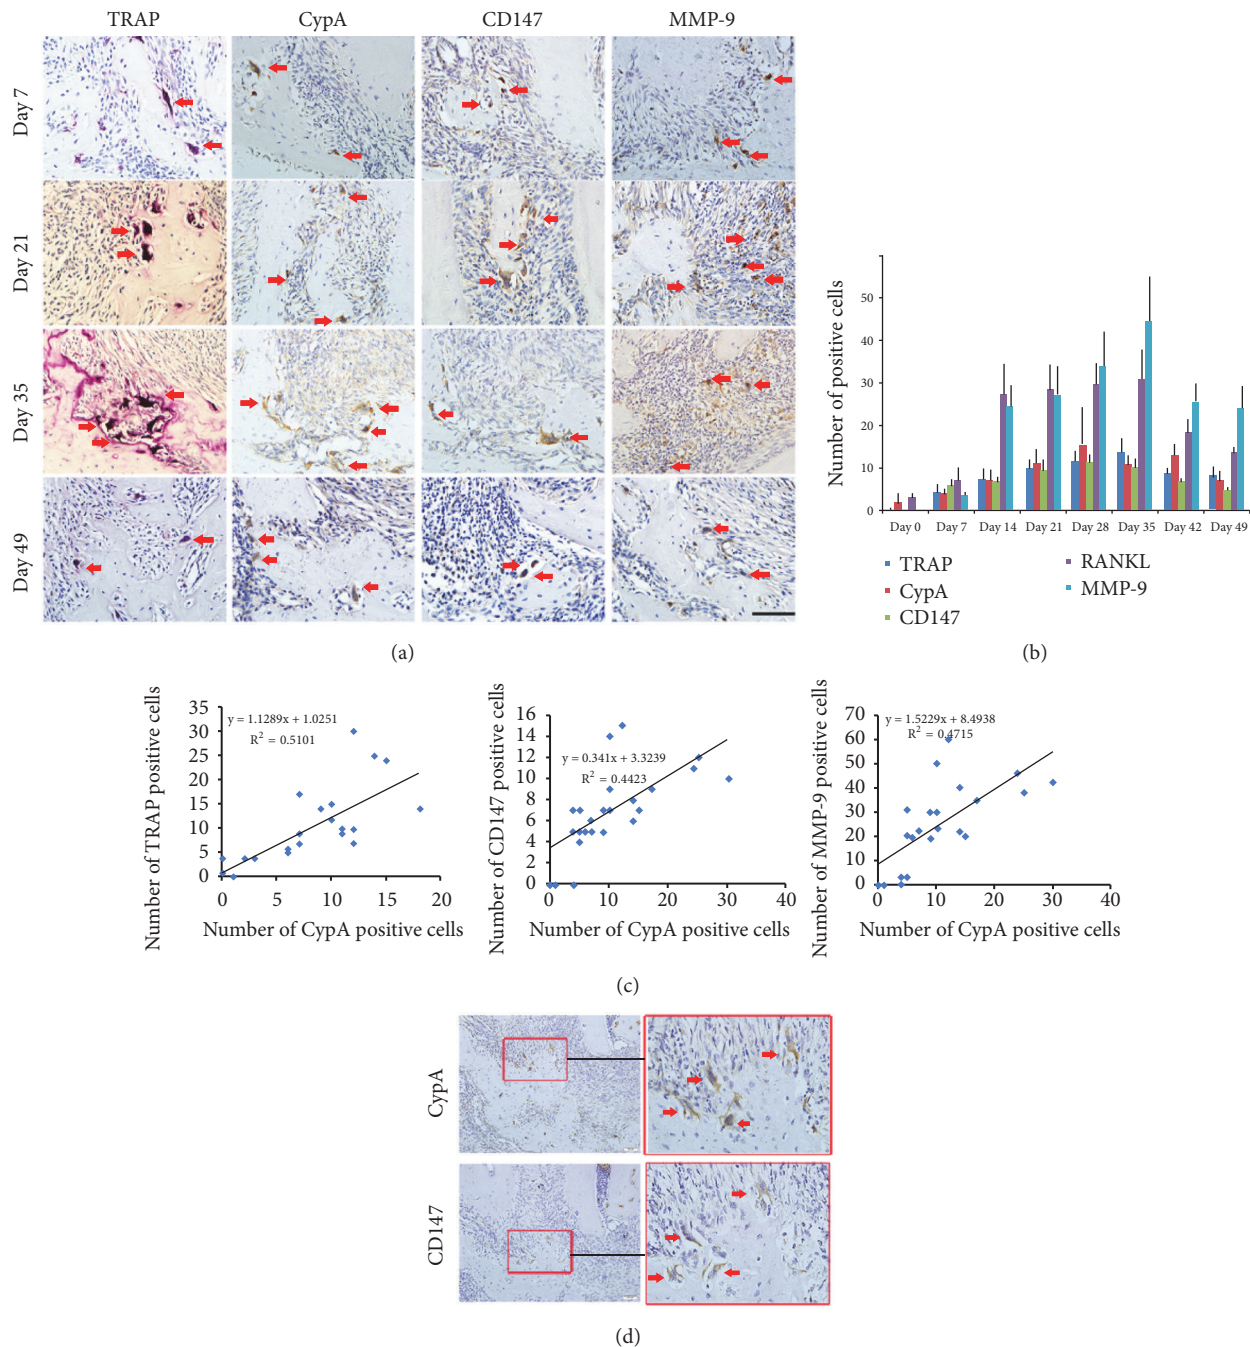 TRAP CypA CD147 MMP-9
Day 7
Day 21
Day 35
Day 49
(a)
Number of positive cells
60
50
40
30
20
10
0
Day 0 Day 7 Day 14 Day 21 Day 28 Day 35 Day 42 Day 49
TRAP
CypA
CD147
RANKL
MMP-9
(b)
Number of TRAP positive cells
35
30
25
20
15
10
5
0
y = 1.1289x + 1.0251
R² = 0.5101
0 5 10 15 20
Number of CypA positive cells
Number of CD147 positive cells
16
14
12
10
8
6
4
2
0
y = 0.341x + 3.3239
R² = 0.4423
0 10 20 30 40
Number of CypA positive cells
Number of MMP-9 positive cells
70
60
50
40
30
20
10
0
y = 1.5229x + 8.4938
R² = 0.4715
0 10 20 30 40
Number of CypA positive cells
(c)
CypA
CD147
(d)